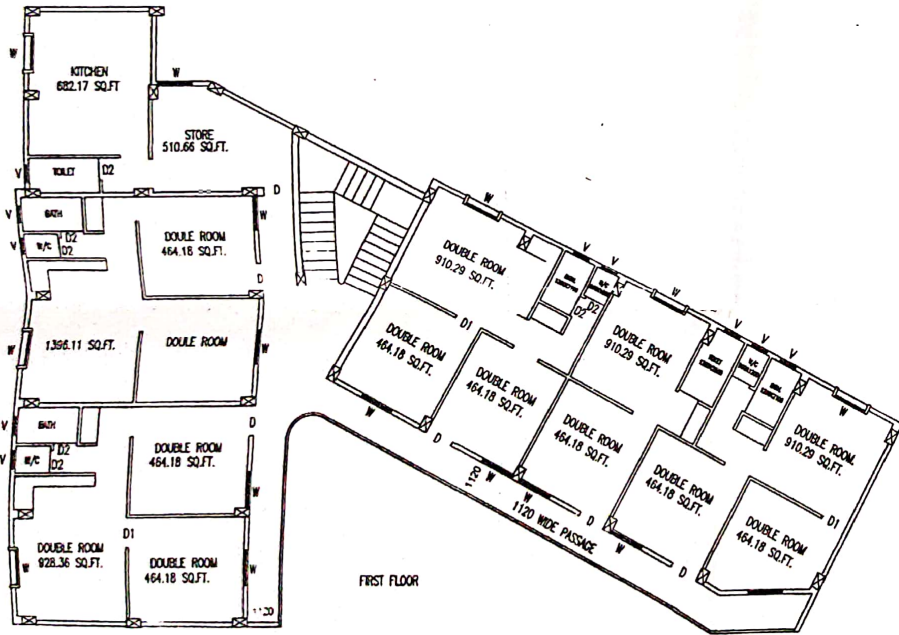 W
KITCHEN
682.17 SQ.FT
W
STORE
510.66 SQ.FT.
V
TOILET
D2
D
V
BATH
D2
V
W/C
D2
DOULE ROOM
464.18 SQ.FT.
W
D
W
1396.11 SQ.FT.
DOULE ROOM
W
V
BATH
D2
V
W/C
D2
DOUBLE ROOM
464.18 SQ.FT.
D
W
DOUBLE ROOM
928.36 SQ.FT.
W
D1
DOUBLE ROOM
464.18 SQ.FT.
W
1120
FIRST FLOOR
W
DOUBLE ROOM
910.29 SQ.FT.
V
V
D2
D2
D1
DOUBLE ROOM
464.18 SQ.FT.
W
DOUBLE ROOM
464.18 SQ.FT.
D
W
1120
W
DOUBLE ROOM
910.29 SQ.FT.
DOUBLE ROOM
464.18 SQ.FT.
W
D
1120 WIDE PASSAGE
V
V
V
W/C
W
DOUBLE ROOM
910.29 SQ.FT.
DOUBLE ROOM
464.18 SQ.FT.
W
D
D1
DOUBLE ROOM
464.18 SQ.FT.